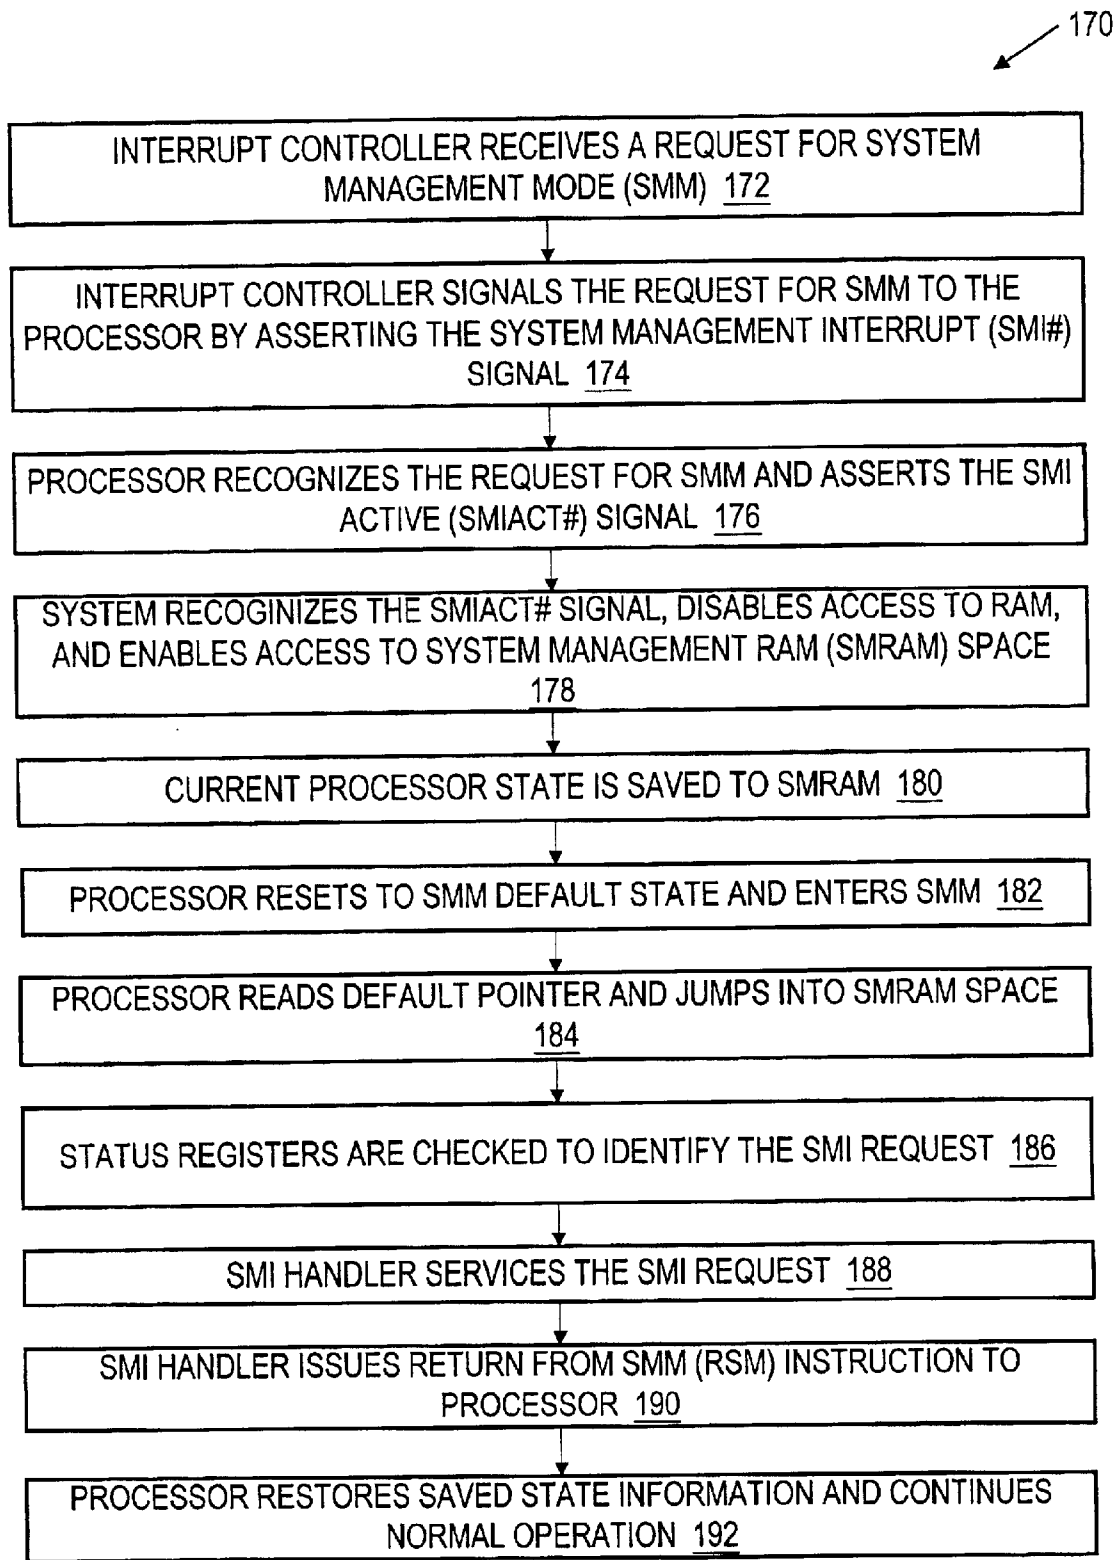 170
INTERRUPT CONTROLLER RECEIVES A REQUEST FOR SYSTEM
MANAGEMENT MODE (SMM) 172
INTERRUPT CONTROLLER SIGNALS THE REQUEST FOR SMM TO THE
PROCESSOR BY ASSERTING THE SYSTEM MANAGEMENT INTERRUPT (SMI#)
SIGNAL 174
PROCESSOR RECOGNIZES THE REQUEST FOR SMM AND ASSERTS THE SMI
ACTIVE (SMIACT#) SIGNAL 176
SYSTEM RECOGINIZES THE SMIACT# SIGNAL, DISABLES ACCESS TO RAM,
AND ENABLES ACCESS TO SYSTEM MANAGEMENT RAM (SMRAM) SPACE
178
CURRENT PROCESSOR STATE IS SAVED TO SMRAM 180
PROCESSOR RESETS TO SMM DEFAULT STATE AND ENTERS SMM 182
PROCESSOR READS DEFAULT POINTER AND JUMPS INTO SMRAM SPACE
184
STATUS REGISTERS ARE CHECKED TO IDENTIFY THE SMI REQUEST 186
SMI HANDLER SERVICES THE SMI REQUEST 188
SMI HANDLER ISSUES RETURN FROM SMM (RSM) INSTRUCTION TO
PROCESSOR 190
PROCESSOR RESTORES SAVED STATE INFORMATION AND CONTINUES
NORMAL OPERATION 192